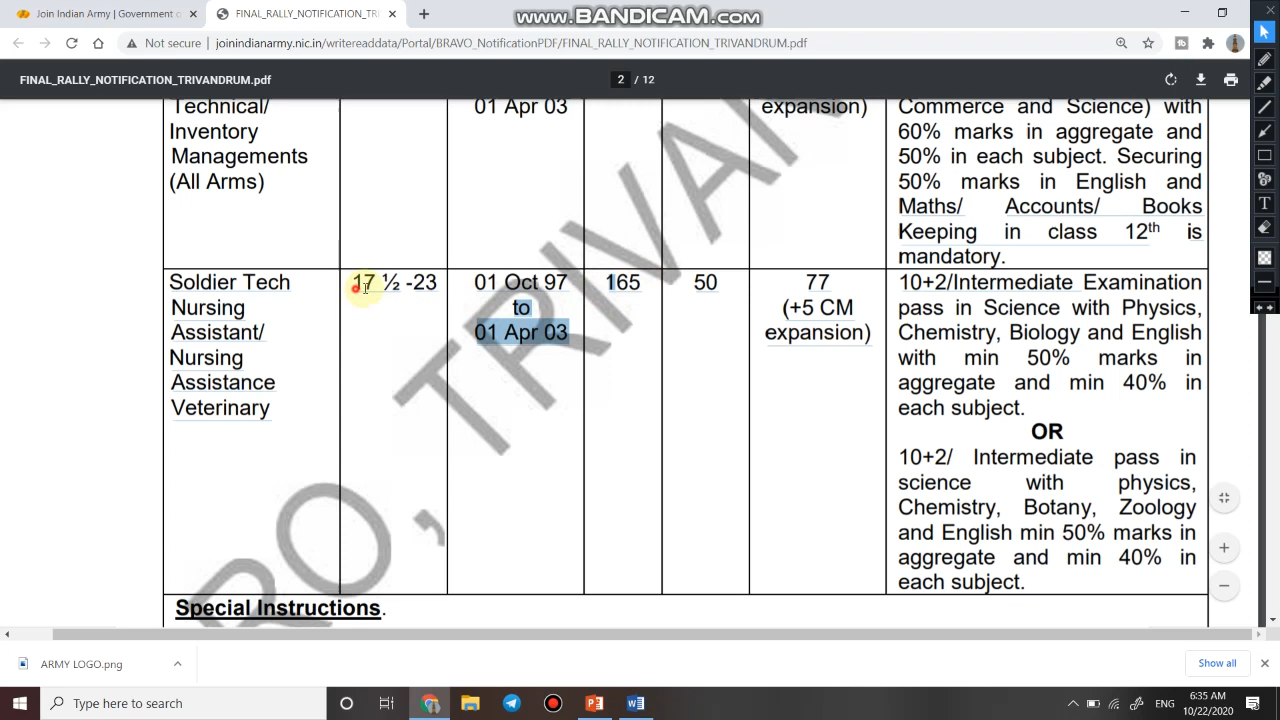 Join Indian Army | Government o
FINAL_RALLY_NOTIFICATION_TRI
www.BANDICAM.com
Not secure
joinindianarmy.nic.in/writereaddata/Portal/BRAVO_NotificationPDF/FINAL_RALLY_NOTIFICATION_TRIVANDRUM.pdf
FINAL_RALLY_NOTIFICATION_TRIVANDRUM.pdf
2 / 12
Technical/
Inventory
Managements
(All Arms)
01 Apr 03
expansion)
Commerce and Science) with
60% marks in aggregate and
50% in each subject. Securing
50% marks in English and
Maths/ Accounts/ Books
Keeping in class 12th is
mandatory.
Soldier Tech
Nursing
Assistant/
Nursing
Assistance
Veterinary
17 ½ -23
01 Oct 97
to
01 Apr 03
165
50
77
(+5 CM
expansion)
10+2/Intermediate Examination
pass in Science with Physics,
Chemistry, Biology and English
with min 50% marks in
aggregate and min 40% in
each subject.
OR
10+2/ Intermediate pass in
science with physics,
Chemistry, Botany, Zoology
and English min 50% marks in
aggregate and min 40% in
each subject.
RO, TRIVAN
Special Instructions.
ARMY LOGO.png
Show all
Type here to search
ENG
6:35 AM
10/22/2020